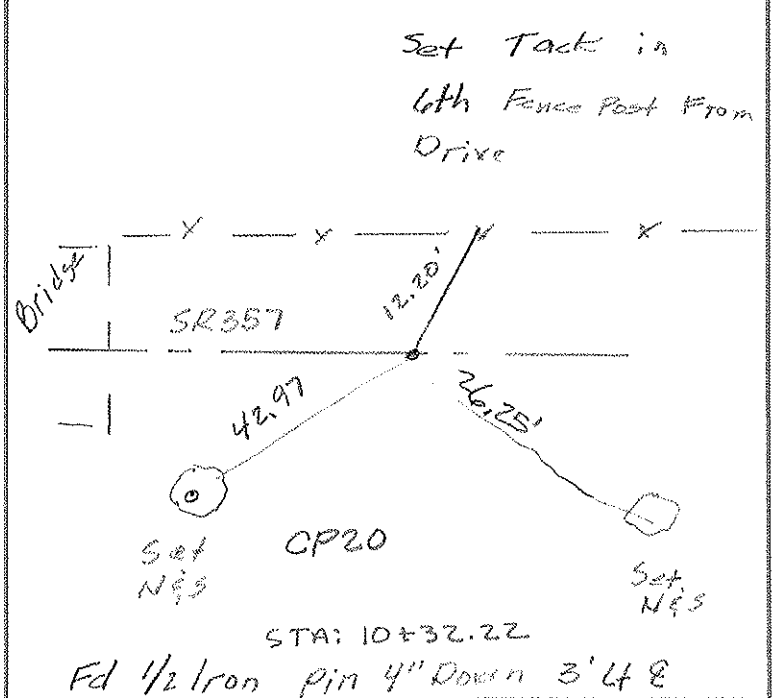 Set Tack in
6th Fence Post From
Drive
Bridge
SR357
12.20'
42.97
26.25'
Set
N&S
CP20
Set
N&S
STA: 10+32.22
Fd 1/2 Iron Pin 4" Down 3' Lt ℄